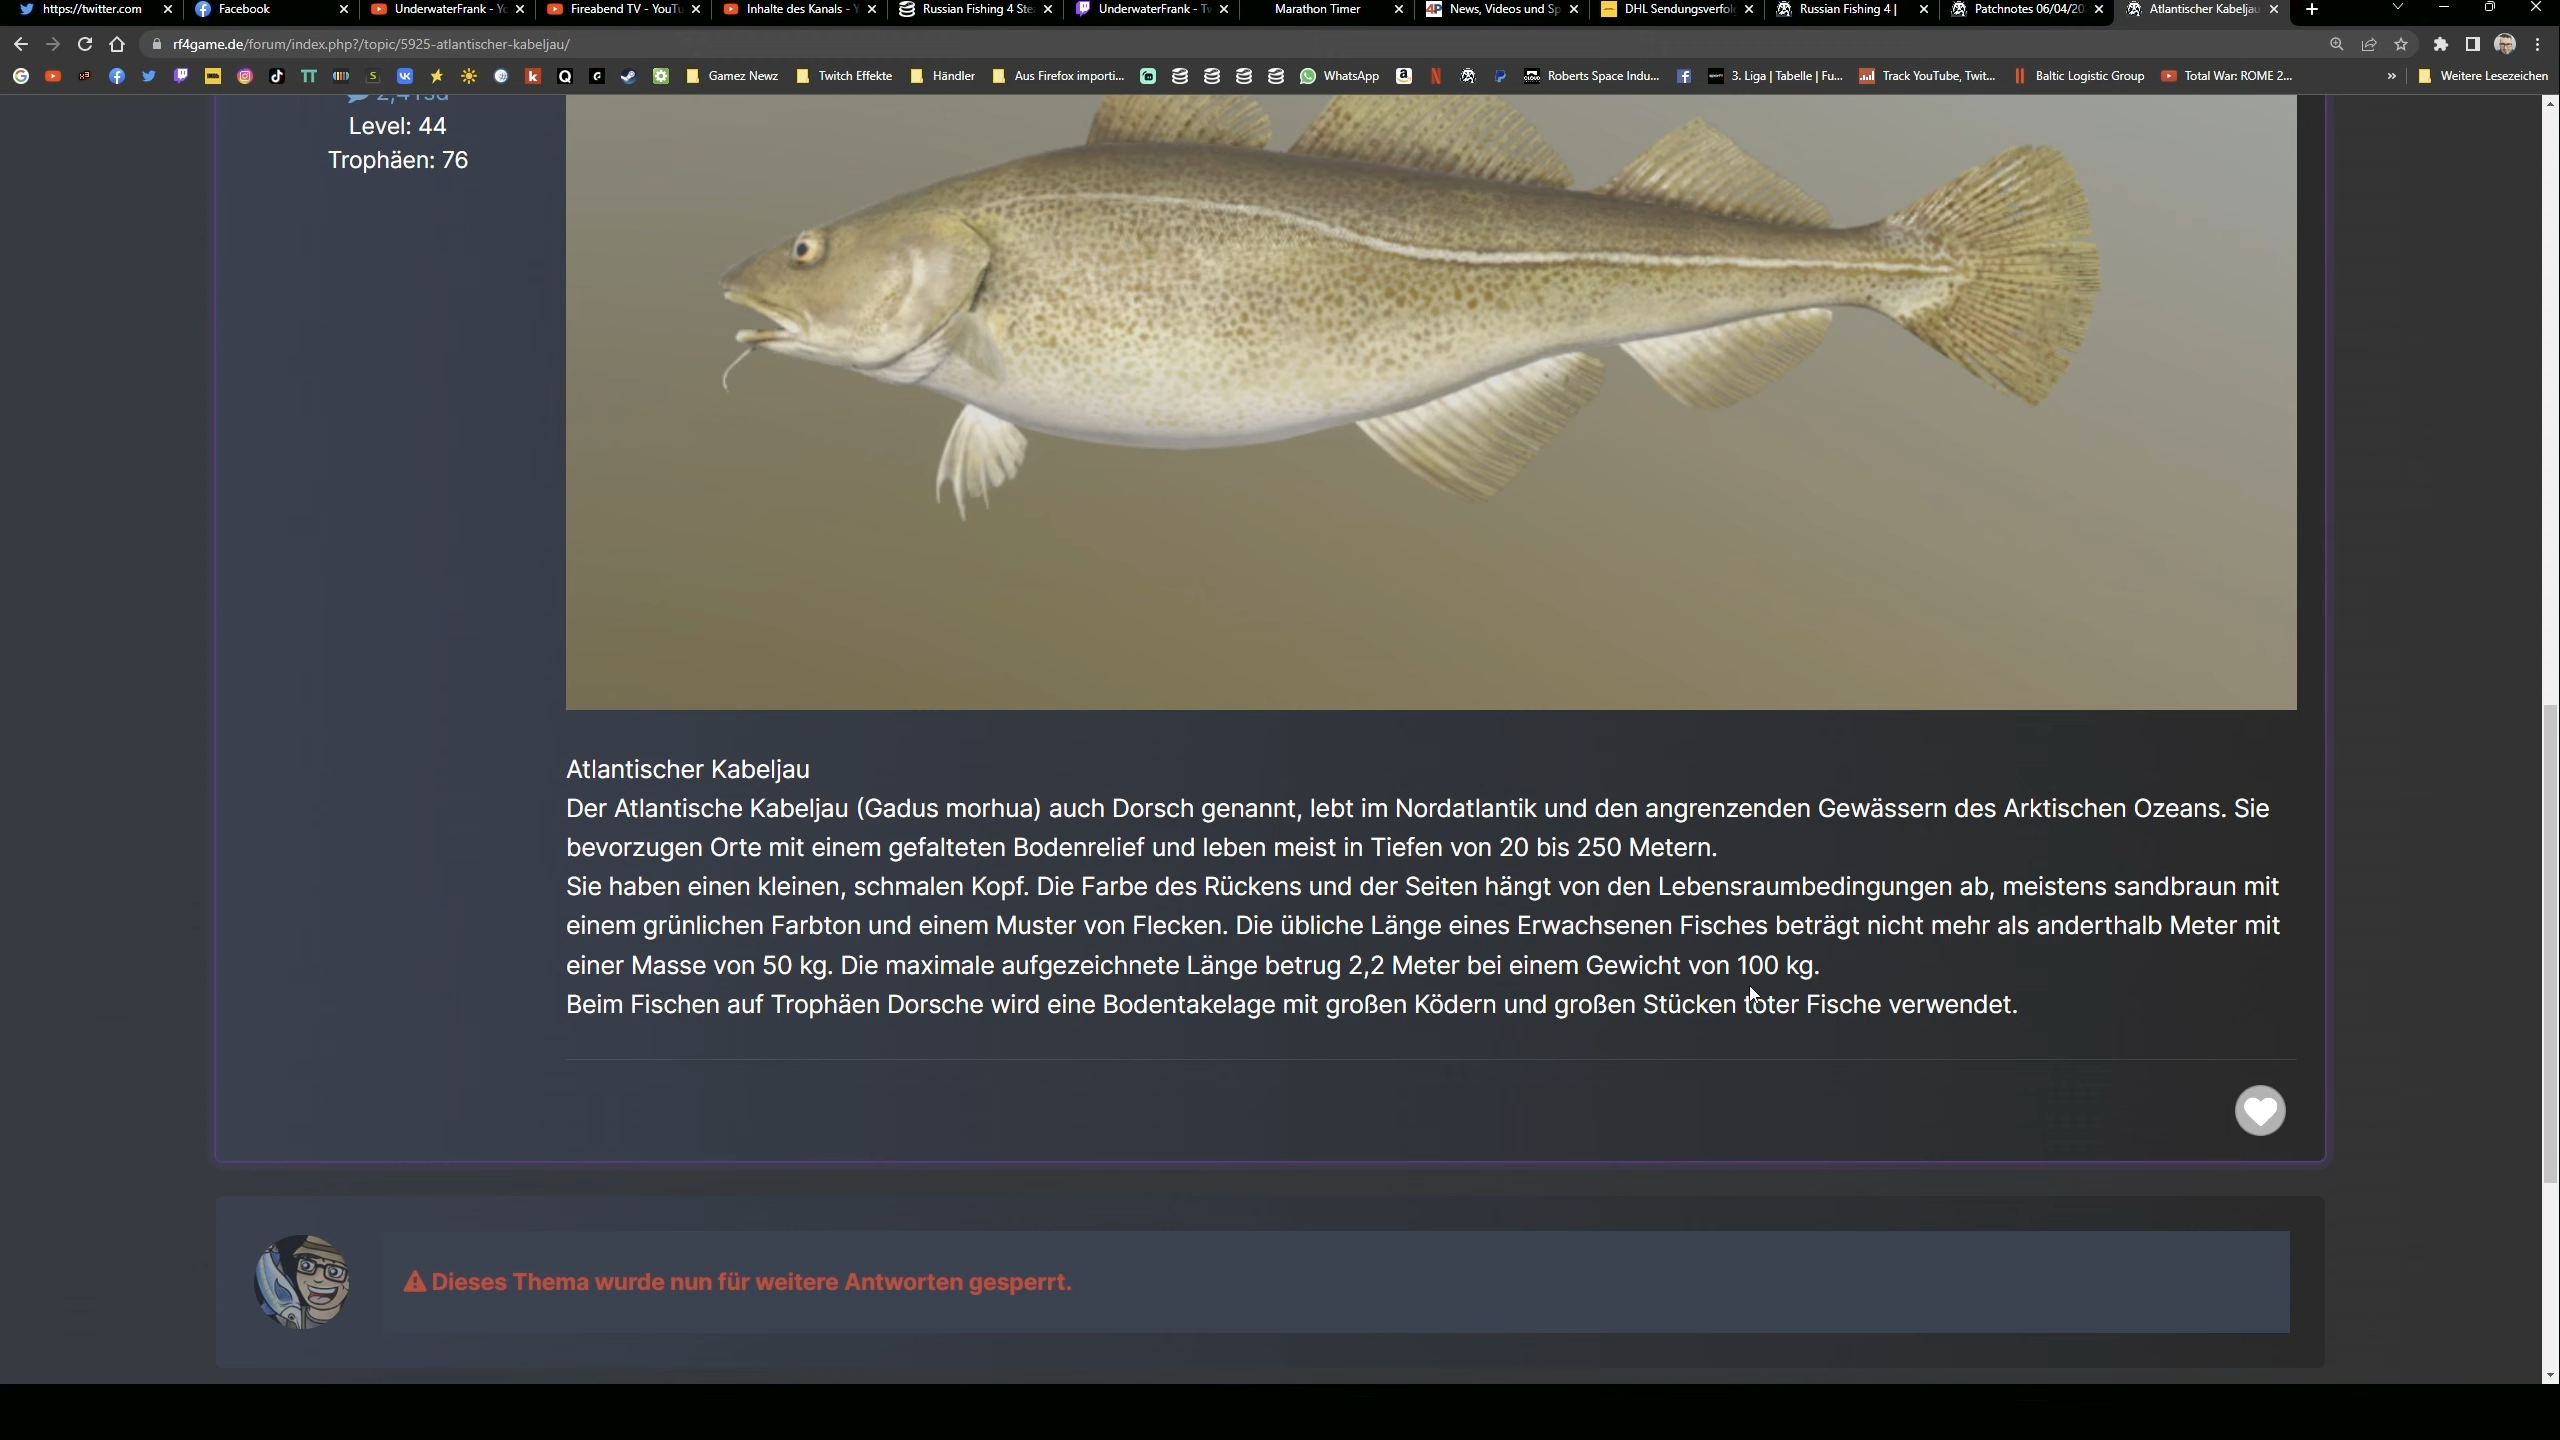 https://twitter.com
Facebook
UnderwaterFrank - Yo
Fireabend TV - YouTu
Inhalte des Kanals - Y
Russian Fishing 4 Ste
UnderwaterFrank - Tw
Marathon Timer
News, Videos und Sp
DHL Sendungsverfol
Russian Fishing 4 |
Patchnotes 06/04/20
Atlantischer Kabeljau
rf4game.de/forum/index.php?/topic/5925-atlantischer-kabeljau/
Gamez Newz
Twitch Effekte
Händler
Aus Firefox importi...
WhatsApp
Roberts Space Indu...
3. Liga | Tabelle | Fu...
Track YouTube, Twit...
Baltic Logistic Group
Total War: ROME 2...
»
Weitere Lesezeichen
Level: 44
Trophäen: 76
Atlantischer Kabeljau
Der Atlantische Kabeljau (Gadus morhua) auch Dorsch genannt, lebt im Nordatlantik und den angrenzenden Gewässern des Arktischen Ozeans. Sie
bevorzugen Orte mit einem gefalteten Bodenrelief und leben meist in Tiefen von 20 bis 250 Metern.
Sie haben einen kleinen, schmalen Kopf. Die Farbe des Rückens und der Seiten hängt von den Lebensraumbedingungen ab, meistens sandbraun mit
einem grünlichen Farbton und einem Muster von Flecken. Die übliche Länge eines Erwachsenen Fisches beträgt nicht mehr als anderthalb Meter mit
einer Masse von 50 kg. Die maximale aufgezeichnete Länge betrug 2,2 Meter bei einem Gewicht von 100 kg.
Beim Fischen auf Trophäen Dorsche wird eine Bodentakelage mit großen Ködern und großen Stücken toter Fische verwendet.
Dieses Thema wurde nun für weitere Antworten gesperrt.